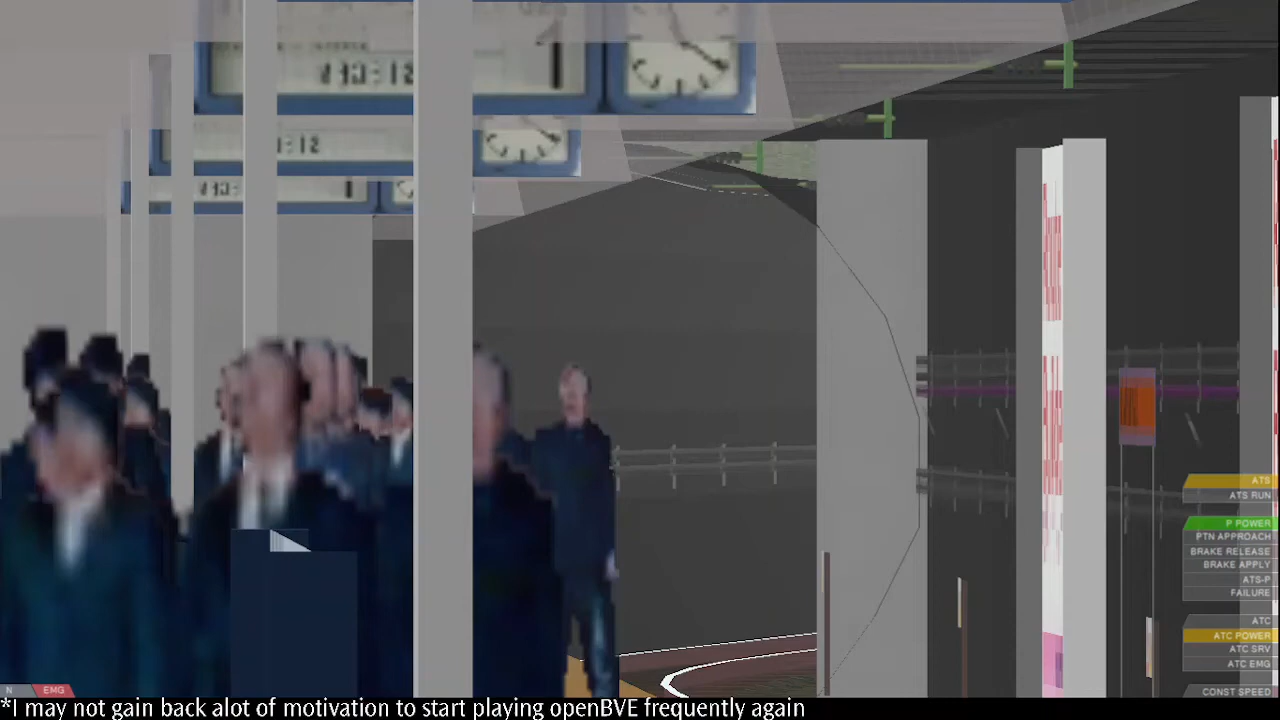 ATS
ATS RUN
P POWER
PTN APPROACH
BRAKE RELEASE
BRAKE APPLY
ATS-P
FAILURE
ATC
ATC POWER
ATC SRV
ATC EMG
CONST SPEED
N EMG
*I may not gain back alot of motivation to start playing openBVE frequently again